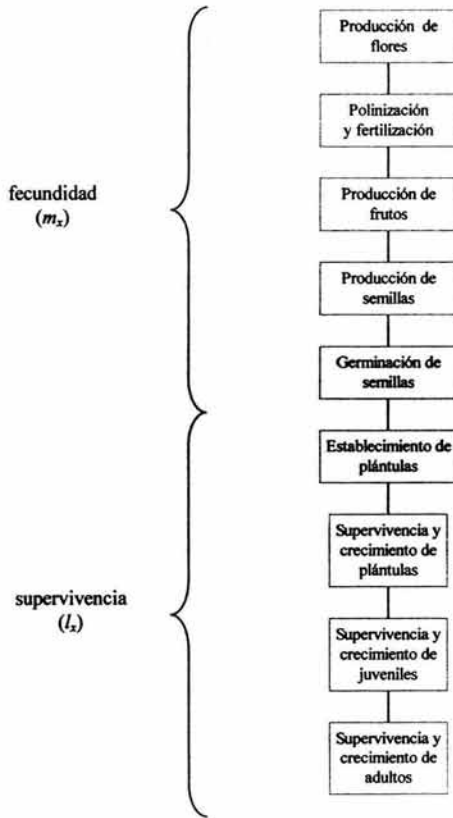 Producción de
flores
Polinización
y fertilización
fecundidad
(mₓ)
Producción de
frutos
Producción de
semillas
Germinación de
semillas
Establecimiento de
plántulas
Supervivencia y
crecimiento de
plántulas
supervivencia
(lₓ)
Supervivencia y
crecimiento de
juveniles
Supervivencia y
crecimiento de
adultos